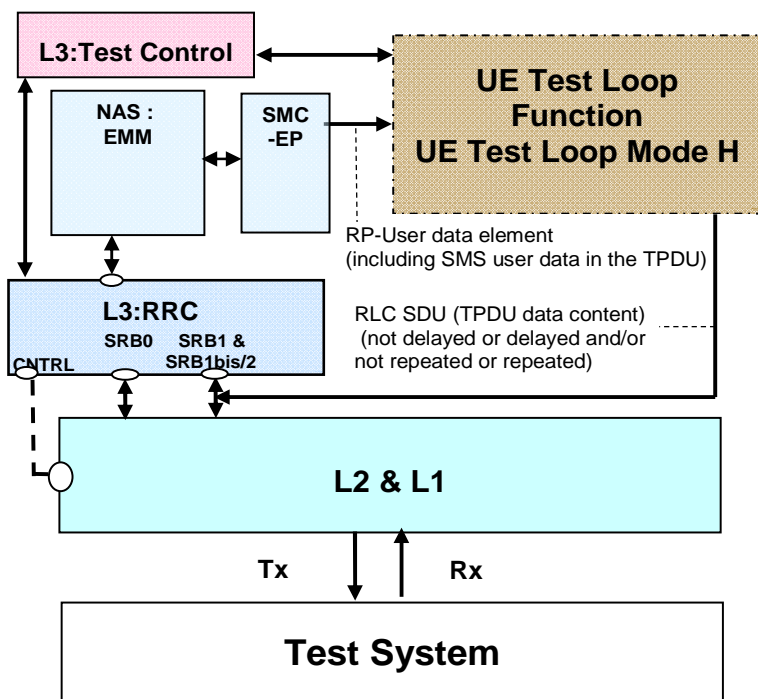 L3:Test Control
UE Test Loop
Function
UE Test Loop Mode H
NAS :
EMM
SMC
-EP
RP-User data element
(including SMS user data in the TPDU)
RLC SDU (TPDU data content)
(not delayed or delayed and/or
not repeated or repeated)
L3:RRC
SRB0
SRB1 &
SRB1bis/2
CNTRL
L2 & L1
Tx
Rx
Test System